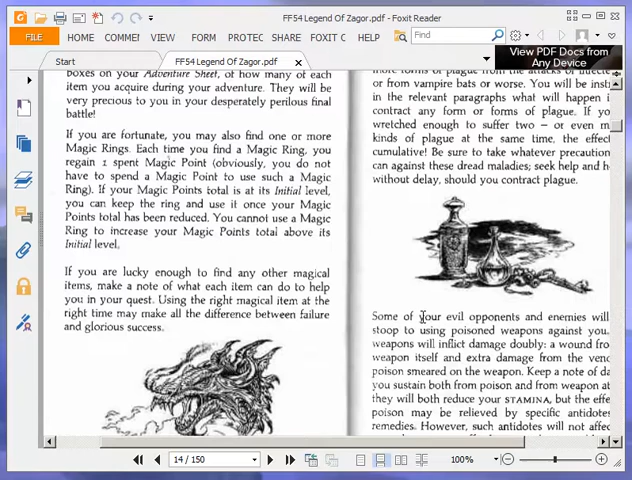 FF54 Legend Of Zagor.pdf - Foxit Reader
FILE
HOME
COMMEI
VIEW
FORM
PROTEC
SHARE
FOXIT C
HELP
Find
Start
FF54 Legend Of Zagor.pdf
View PDF Docs from
Any Device
boxes on your Adventure Sheet, of how many of each
item you acquire during your adventure. They will be
very precious to you in your desperately perilous final
battle!
If you are fortunate, you may also find one or more
Magic Rings. Each time you find a Magic Ring, you
regain 1 spent Magic Point (obviously, you do not
have to spend a Magic Point to use such a Magic
Ring). If your Magic Points total is at its Initial level,
you can keep the ring and use it once your Magic
Points total has been reduced. You cannot use a Magic
Ring to increase your Magic Points total above its
Initial level.
If you are lucky enough to find any other magical
items, make a note of what each item can do to help
you in your quest. Using the right magical item at the
right time may make all the difference between failure
and glorious success.
more forms of plague from the attacks of
or from vampire bats or worse. You will be
in the relevant paragraphs what will happen
contract any form or forms of plague. If
wretched enough to suffer two – or even
kinds of plague at the same time, the
cumulative! Be sure to take whatever
can against these dread maladies; seek help and
without delay, should you contract plague.
Some of your evil opponents and enemies will
stoop to using poisoned weapons against you.
weapons will inflict damage doubly: a wound
weapon itself and extra damage from the
poison smeared on the weapon. Keep a note of
you sustain both from poison and from weapon
they will both reduce your STAMINA, but the
poison may be relieved by specific
remedies. However, such antidotes will not
14 / 150
100%